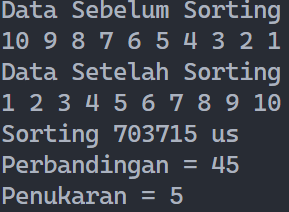 Data Sebelum Sorting
10 9 8 7 6 5 4 3 2 1
Data Setelah Sorting
1 2 3 4 5 6 7 8 9 10
Sorting 703715 us
Perbandingan = 45
Penukaran = 5